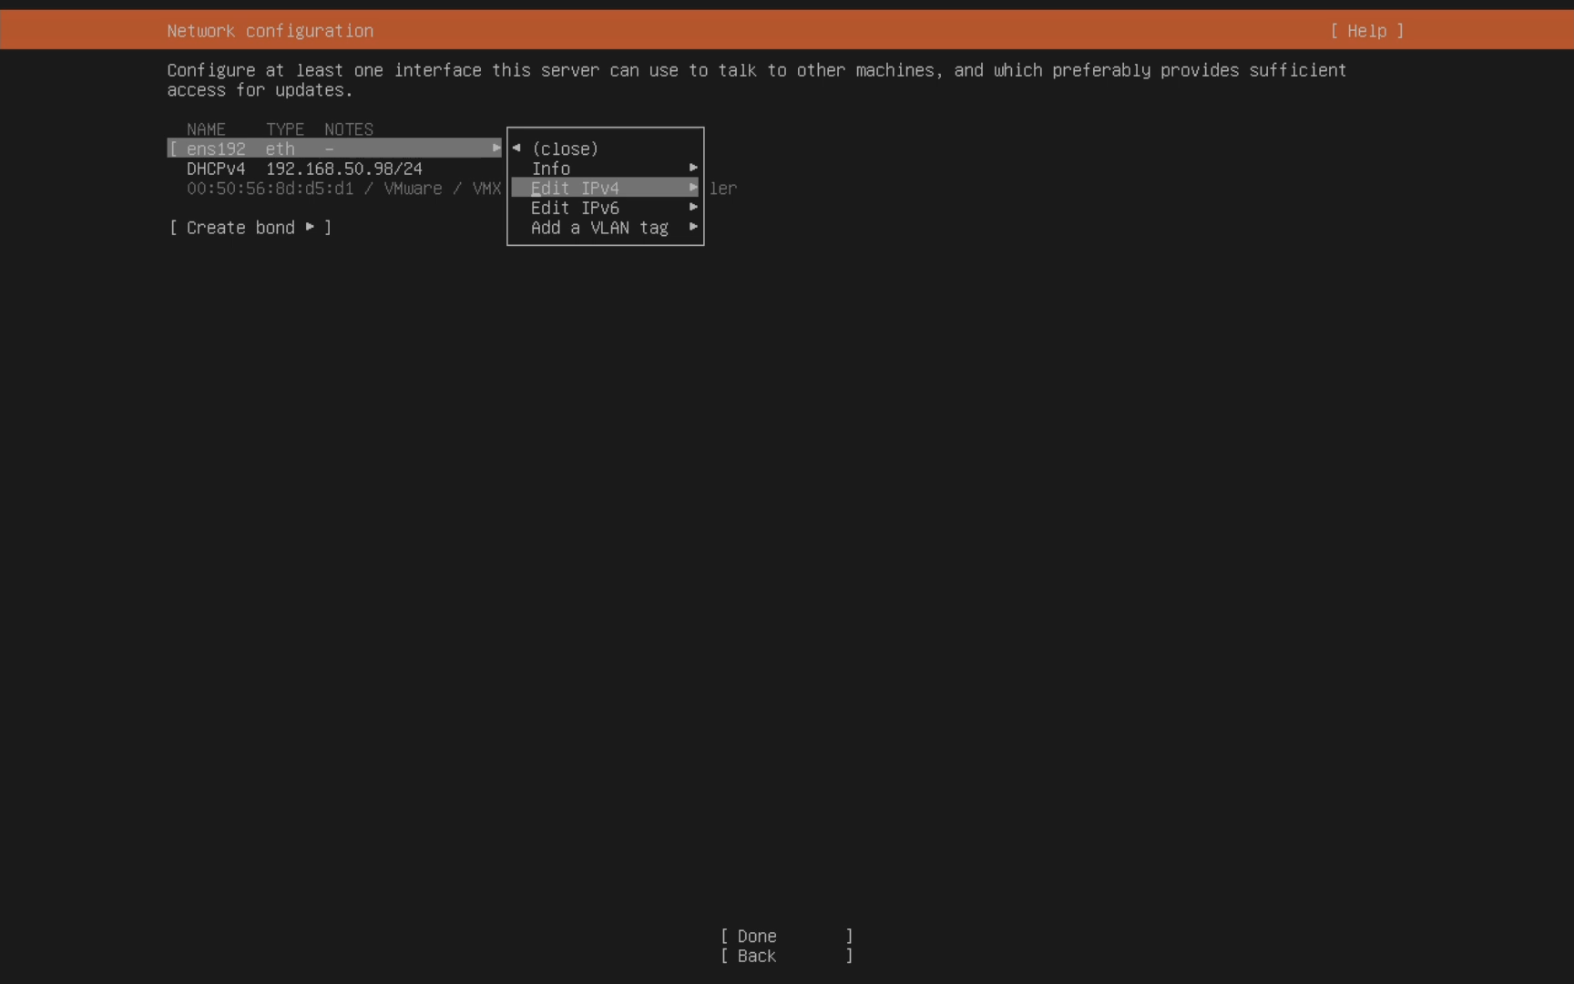 Network configuration [ Help ]
Configure at least one interface this server can use to talk to other machines, and which preferably provides sufficient
access for updates.
NAME TYPE NOTES
[ ens192 eth – ▸
DHCPv4 192.168.50.98/24
00:50:56:8d:d5:d1 / VMware / VMX
ler
[ Create bond ▸ ]
◂ (close)
Info ▸
Edit IPv4 ▸
Edit IPv6 ▸
Add a VLAN tag ▸
[ Done ]
[ Back ]